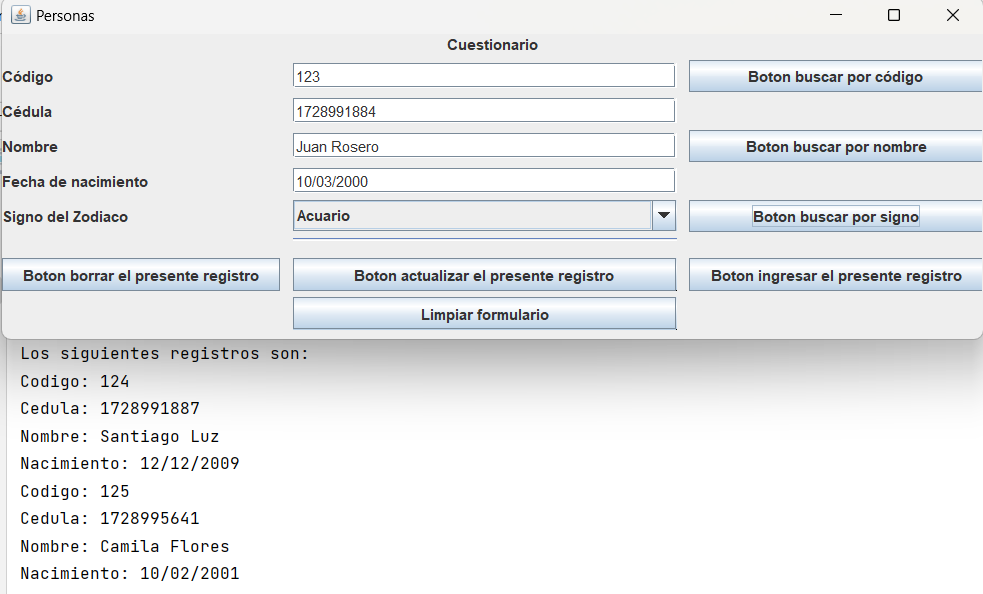 Personas
Cuestionario
Código 123 Boton buscar por código
Cédula 1728991884
Nombre Juan Rosero Boton buscar por nombre
Fecha de nacimiento 10/03/2000
Signo del Zodiaco Acuario Boton buscar por signo
Boton borrar el presente registro Boton actualizar el presente registro Boton ingresar el presente registro
Limpiar formulario
Los siguientes registros son:
Codigo: 124
Cedula: 1728991887
Nombre: Santiago Luz
Nacimiento: 12/12/2009
Codigo: 125
Cedula: 1728995641
Nombre: Camila Flores
Nacimiento: 10/02/2001